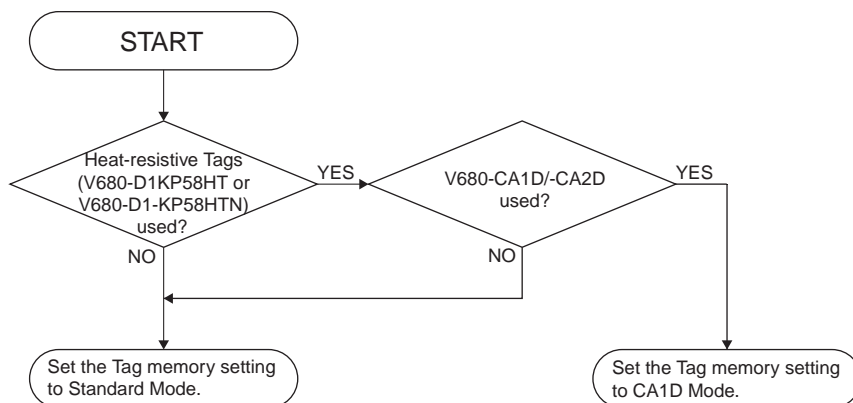 START
Heat-resistive Tags
(V680-D1KP58HT or
V680-D1-KP58HTN)
used?
YES
NO
V680-CA1D/-CA2D
used?
YES
NO
Set the Tag memory setting
to Standard Mode.
Set the Tag memory setting
to CA1D Mode.